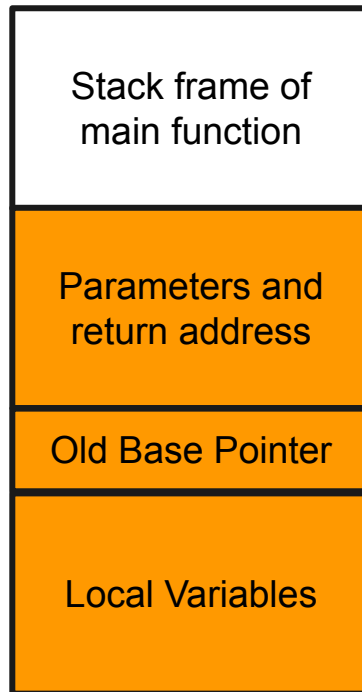 Stack frame of
main function
Parameters and
return address
Old Base Pointer
Local Variables